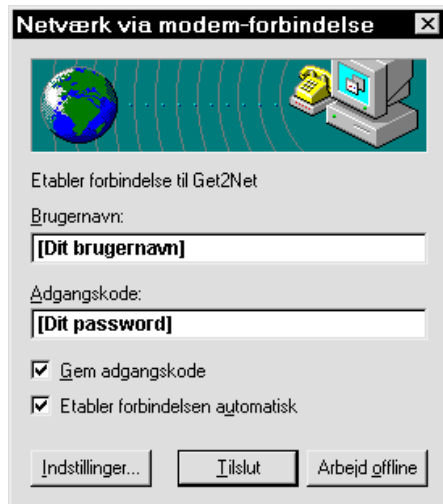 Netværk via modem-forbindelse
Etabler forbindelse til Get2Net
Brugernavn:
[Dit brugernavn]
Adgangskode:
[Dit password]
Gem adgangskode
Etabler forbindelsen automatisk
Indstillinger... Tilslut Arbejd offline